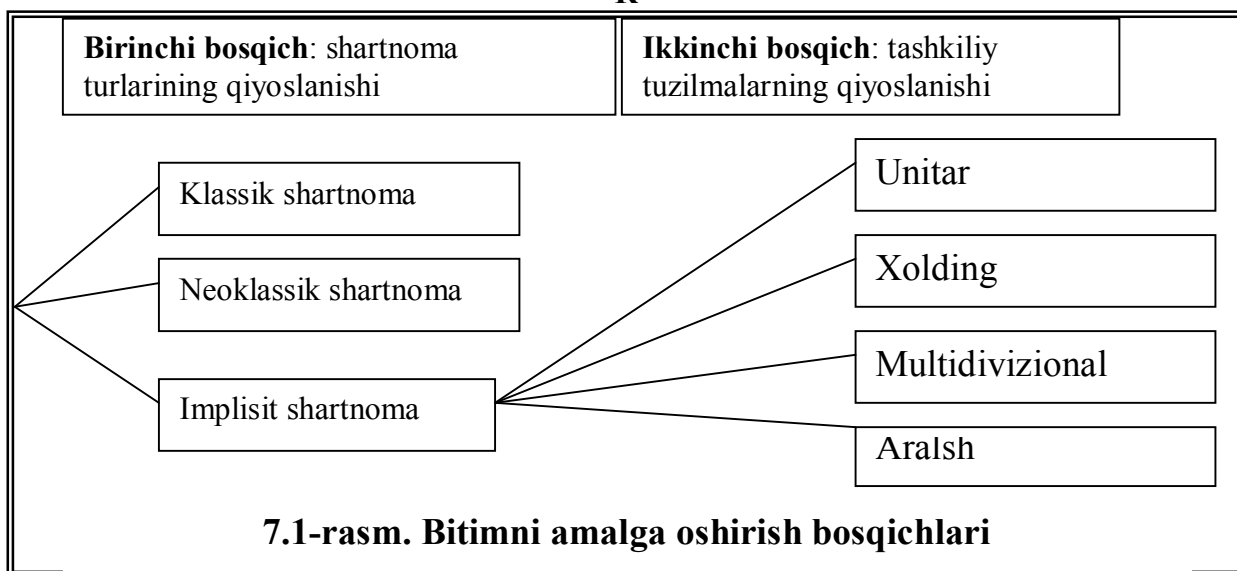 Birinchi bosqich: shartnoma
turlarining qiyoslanishi
Ikkinchi bosqich: tashkiliy
tuzilmalarning qiyoslanishi
Klassik shartnoma
Neoklassik shartnoma
Implisit shartnoma
Unitar
Xolding
Multidivizional
Aralsh
7.1-rasm. Bitimni amalga oshirish bosqichlari